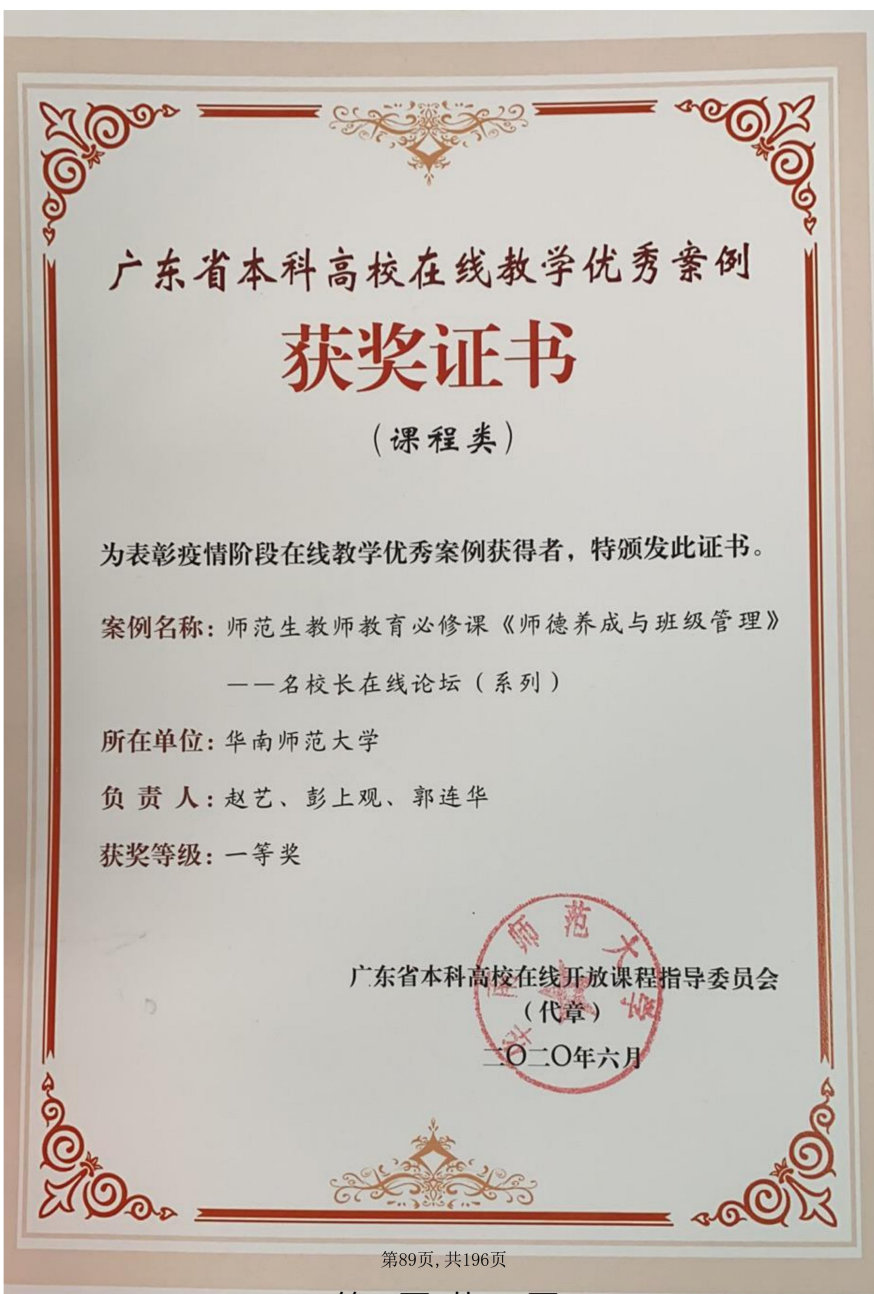 广东省本科高校在线教学优秀案例
获奖证书
(课程类)
为表彰疫情阶段在线教学优秀案例获得者，特颁发此证书。
案例名称：师范生教师教育必修课《师德养成与班级管理》
——名校长在线论坛（系列）
所在单位：华南师范大学
负 责 人：赵艺、彭上观、郭连华
获奖等级：一等奖
华南师范大学
广东省本科高校在线开放课程指导委员会
（代章）
二〇二〇年六月
第89页,共196页